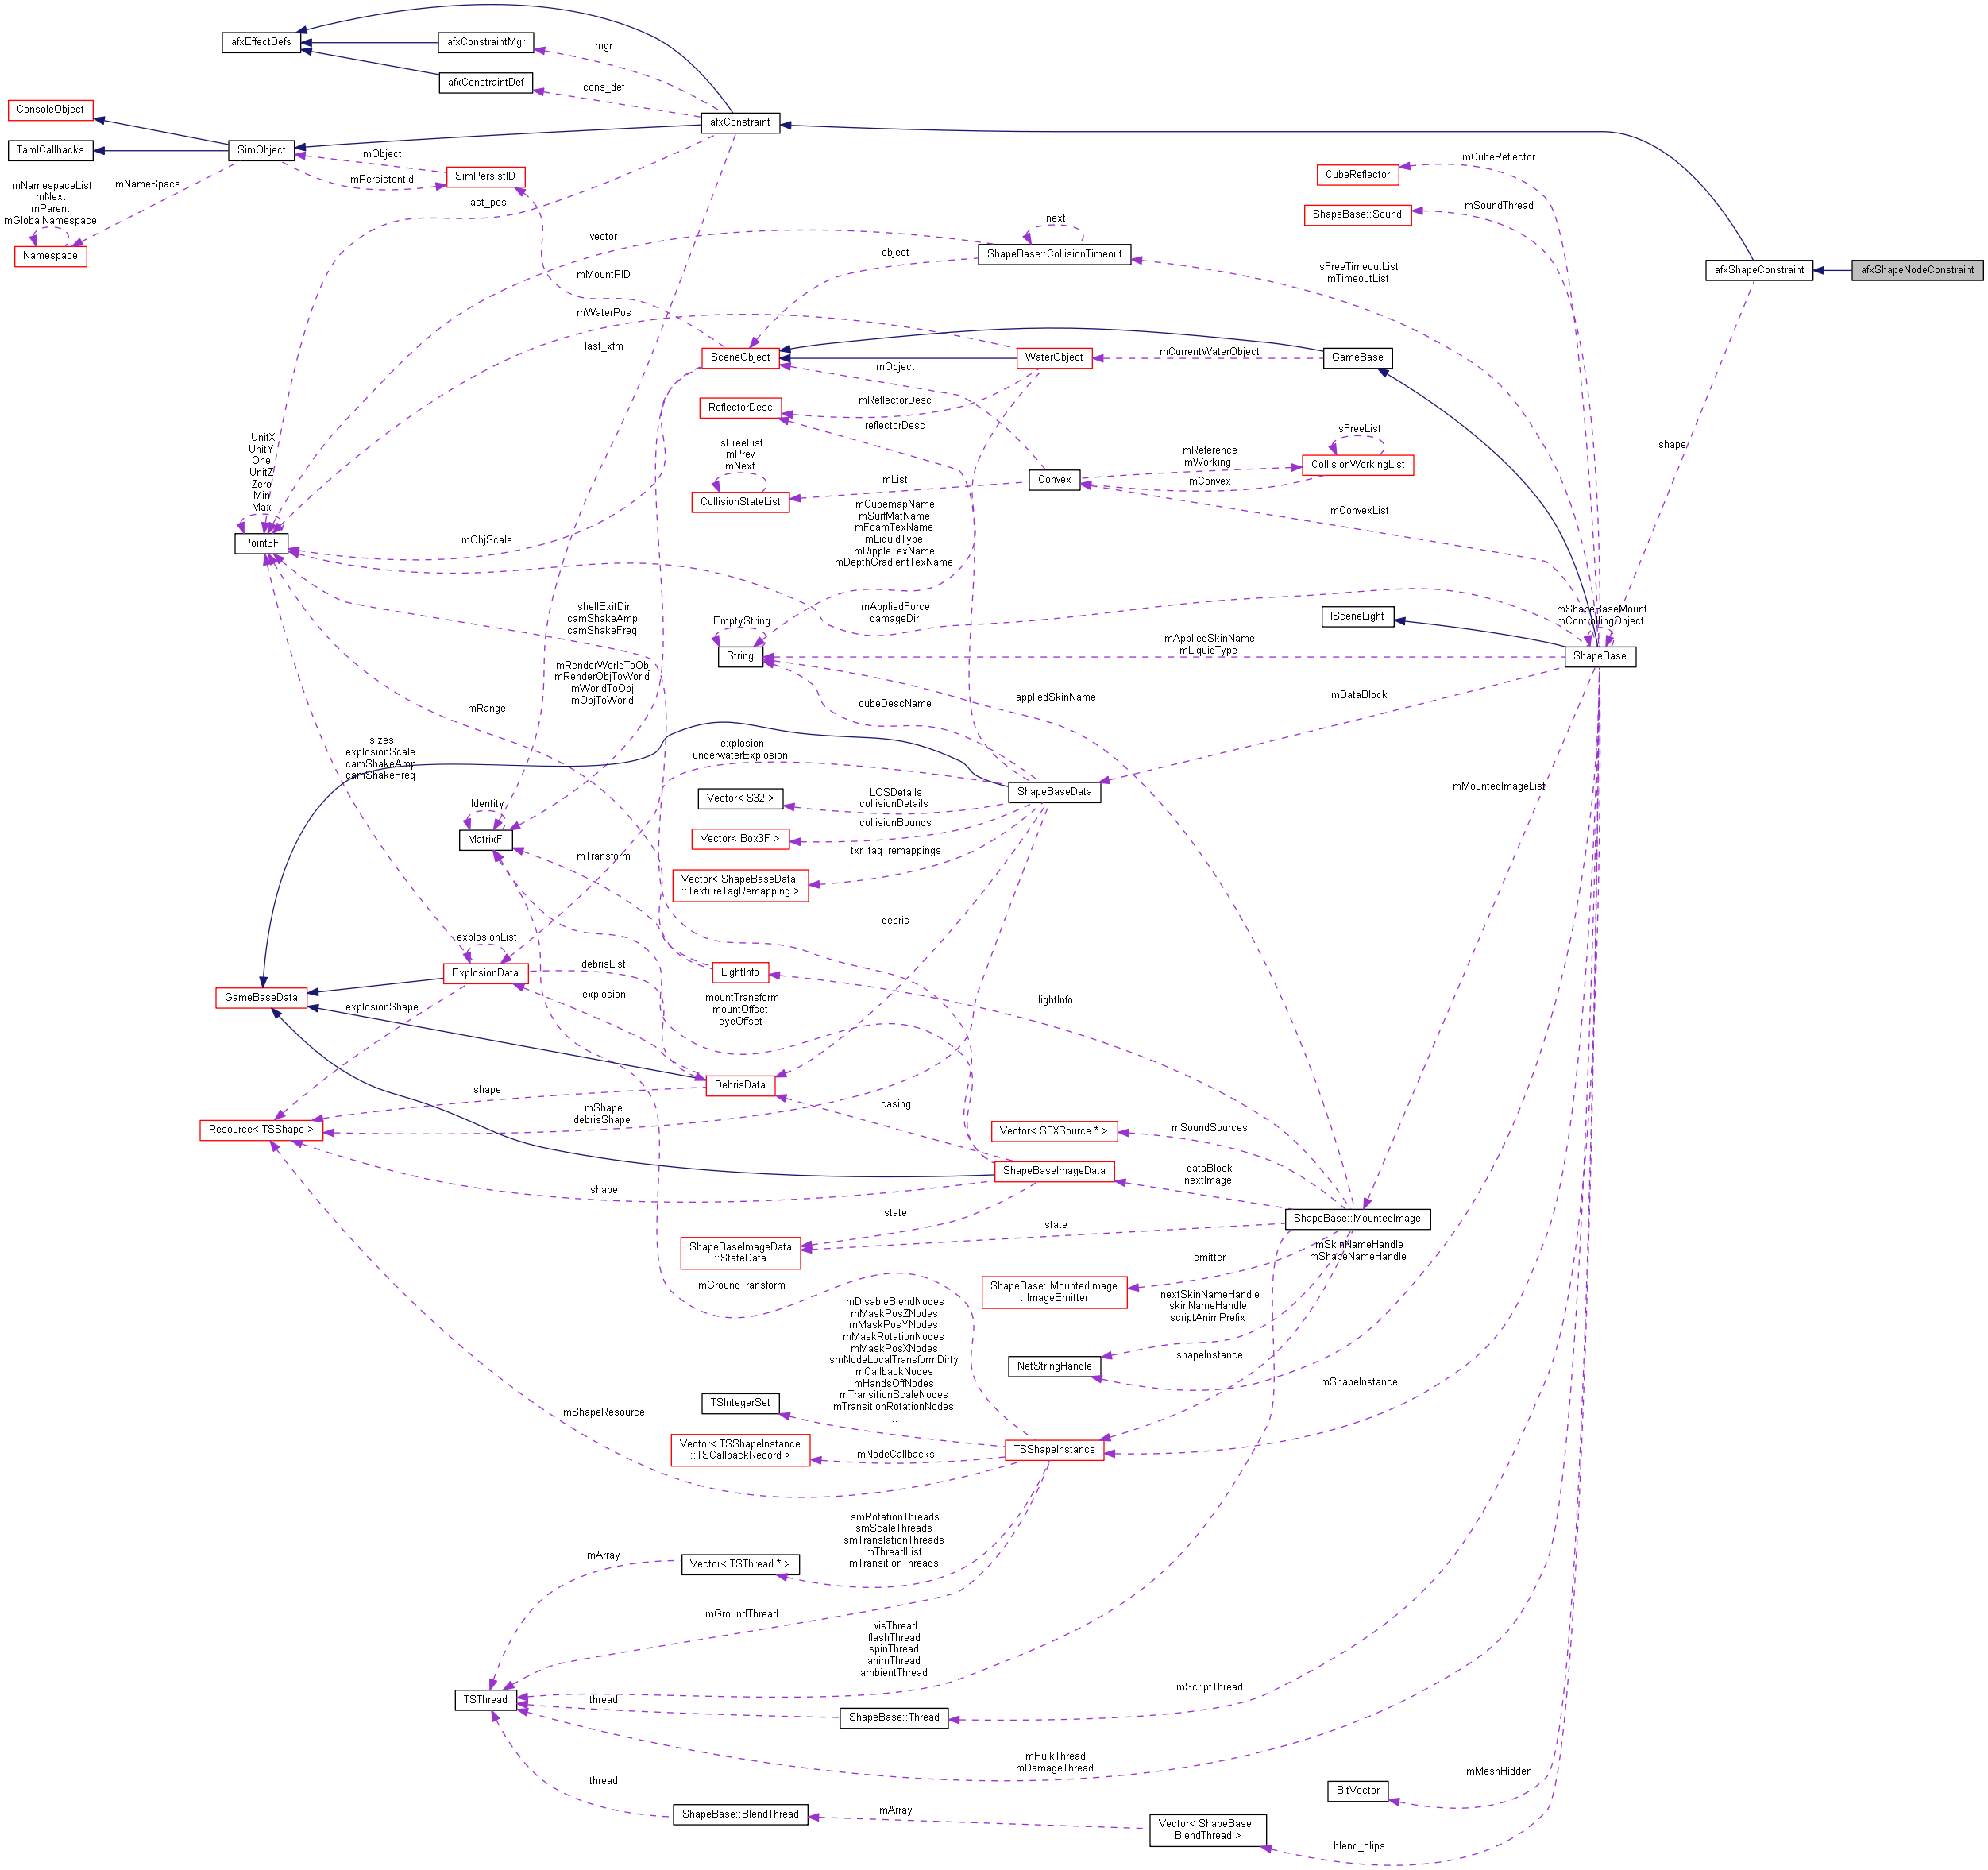 afxEffectDefs
afxConstraintMgr
mgr
afxConstraintDef
cons_def
ConsoleObject
afxConstraint
TamlCallbacks
SimObject
mObject
SimPersistID
mCubeReflector
CubeReflector
mPersistentId
mNameSpace
mNamespaceList
mNext
mParent
mGlobalNamespace
last_pos
mSoundThread
ShapeBase::Sound
Namespace
next
vector
ShapeBase::CollisionTimeout
object
mMountPID
sFreeTimeoutList
mTimeoutList
afxShapeConstraint
afxShapeNodeConstraint
mWaterPos
last_xfm
SceneObject
WaterObject
mCurrentWaterObject
GameBase
mObject
ReflectorDesc
mReflectorDesc
reflectorDesc
sFreeList
shape
UnitX
UnitY
One
UnitZ
Zero
Min
Max
sFreeList
mPrev
mNext
mReference
mWorking
CollisionWorkingList
CollisionStateList
mList
Convex
mConvex
mCubemapName
mSurfMatName
mFoamTexName
mLiquidType
mRippleTexName
mDepthGradientTexName
mConvexList
Point3F
mObjScale
shellExitDir
camShakeAmp
camShakeFreq
mAppliedForce
damageDir
ISceneLight
mShapeBaseMount
mControllingObject
EmptyString
String
mAppliedSkinName
mLiquidType
ShapeBase
mRenderWorldToObj
mRenderObjToWorld
mWorldToObj
mObjToWorld
appliedSkinName
mDataBlock
mRange
cubeDescName
sizes
explosionScale
camShakeAmp
camShakeFreq
explosion
underwaterExplosion
mMountedImageList
Identity
MatrixF
Vector< S32 >
LOSDetails
collisionDetails
ShapeBaseData
Vector< Box3F >
collisionBounds
mTransform
txr_tag_remappings
Vector< ShapeBaseData
::TextureTagRemapping >
debris
explosionList
ExplosionData
debrisList
LightInfo
GameBaseData
explosionShape
explosion
mountTransform
mountOffset
eyeOffset
lightInfo
DebrisData
shape
mShape
debrisShape
casing
Resource< TSShape >
Vector< SFXSource * >
mSoundSources
ShapeBaseImageData
dataBlock
nextImage
shape
state
state
ShapeBase::MountedImage
ShapeBaseImageData
::StateData
mSkinNameHandle
mShapeNameHandle
emitter
ShapeBase::MountedImage
::ImageEmitter
mGroundTransform
nextSkinNameHandle
skinNameHandle
scriptAnimPrefix
mDisableBlendNodes
mMaskPosZNodes
mMaskPosYNodes
mMaskRotationNodes
mMaskPosXNodes
smNodeLocalTransformDirty
mCallbackNodes
mHandsOffNodes
mTransitionScaleNodes
mTransitionRotationNodes
...
NetStringHandle
shapeInstance
TSIntegerSet
mShapeInstance
mShapeResource
Vector< TSShapeInstance
::TSCallbackRecord >
mNodeCallbacks
TSShapeInstance
smRotationThreads
smScaleThreads
smTranslationThreads
mThreadList
mTransitionThreads
mArray
Vector< TSThread * >
mGroundThread
visThread
flashThread
spinThread
animThread
ambientThread
TSThread
thread
ShapeBase::Thread
mScriptThread
mHulkThread
mDamageThread
mMeshHidden
BitVector
thread
ShapeBase::BlendThread
mArray
Vector< ShapeBase::
BlendThread >
blend_clips